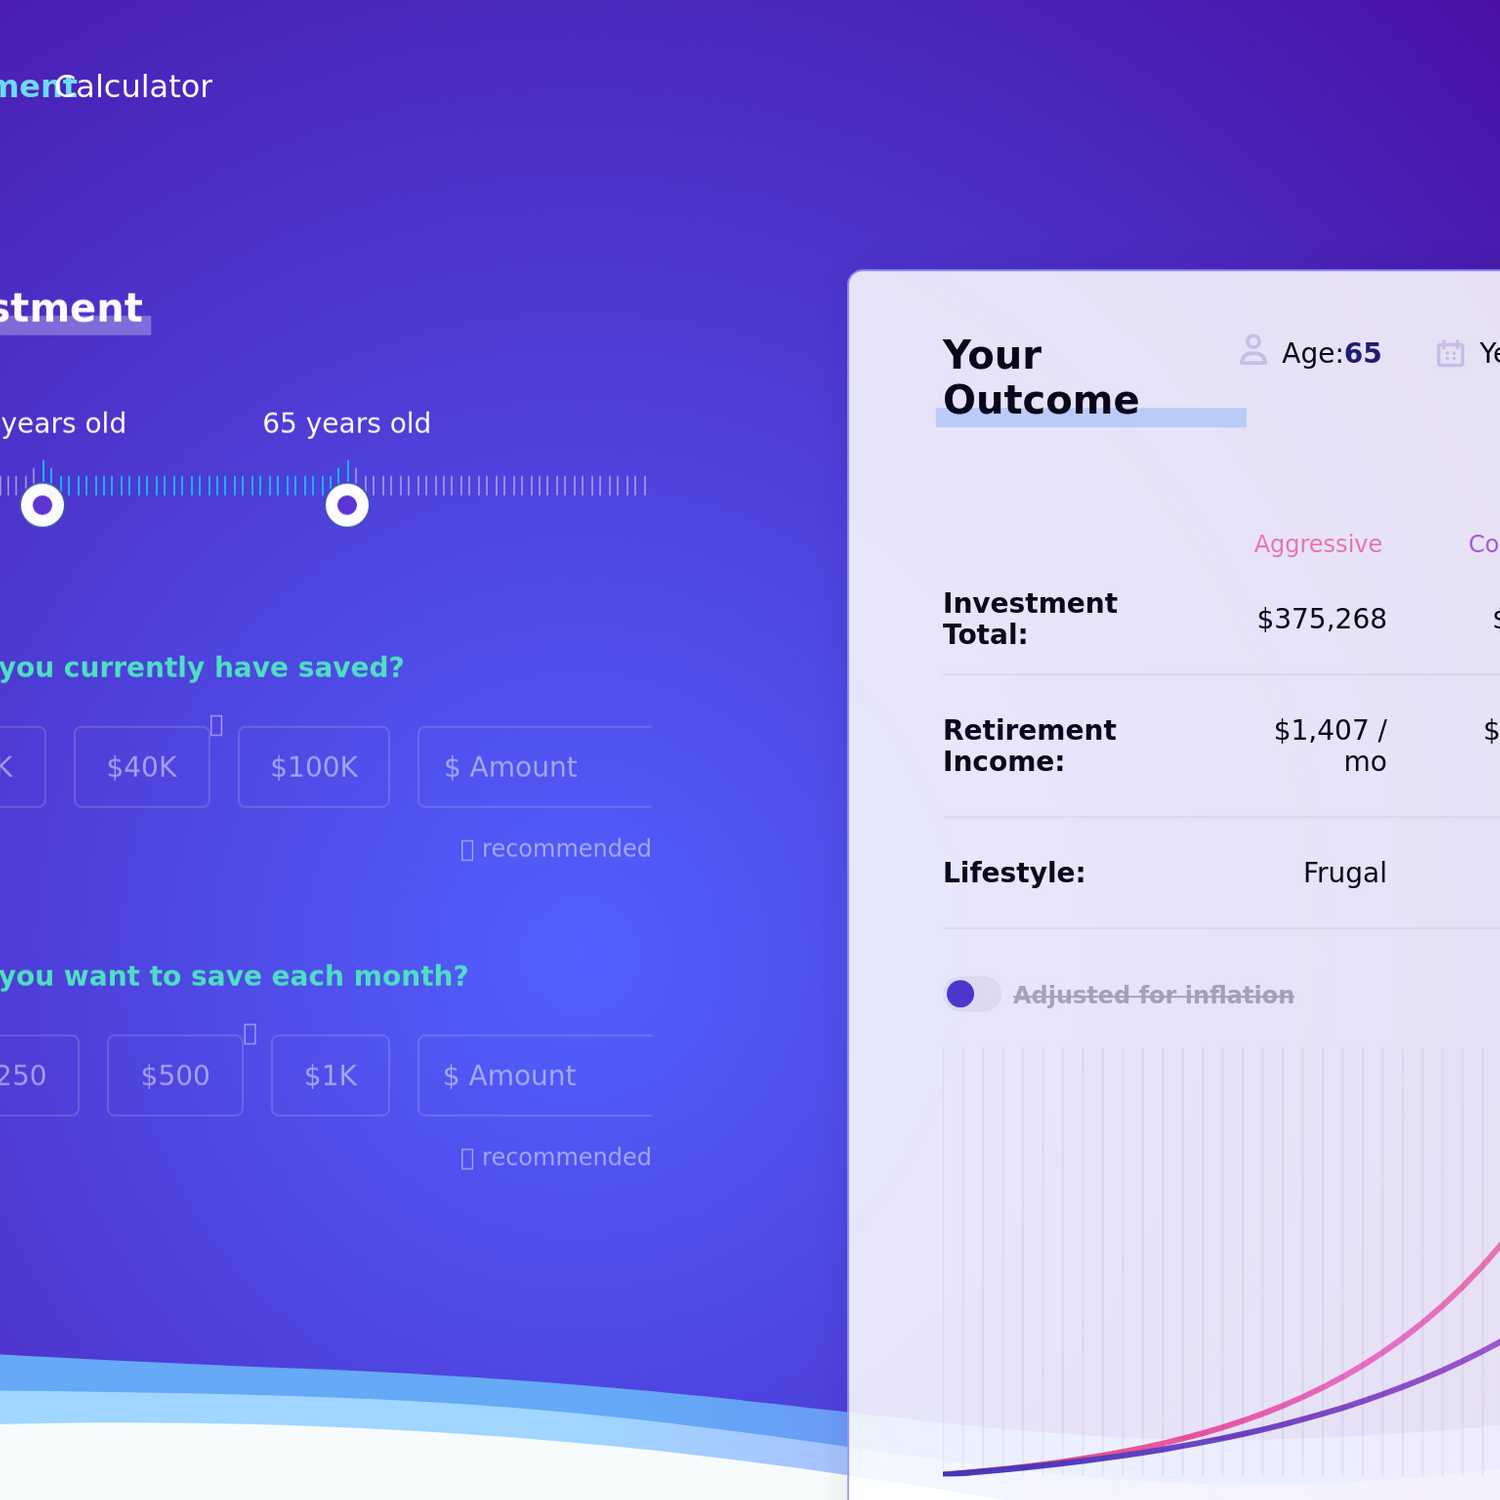 ment Calculator
stment
years old
65 years old
you currently have saved?
K
$40K
$100K
$ Amount
recommended
you want to save each month?
250
$500
$1K
$ Amount
recommended
Your
Outcome
Age:65
Ye
Aggressive
Co
Investment
Total:
$375,268
$
Retirement
Income:
$1,407 /
mo
$
Lifestyle:
Frugal
Adjusted for inflation